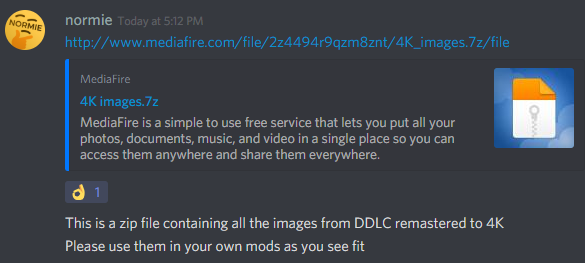 NORMIE
normie Today at 5:12 PM
http://www.mediafire.com/file/2z4494r9qzm8znt/4K_images.7z/file
MediaFire
4K images.7z
MediaFire is a simple to use free service that lets you put all your
photos, documents, music, and video in a single place so you can
access them anywhere and share them everywhere.
👌 1
This is a zip file containing all the images from DDLC remastered to 4K
Please use them in your own mods as you see fit